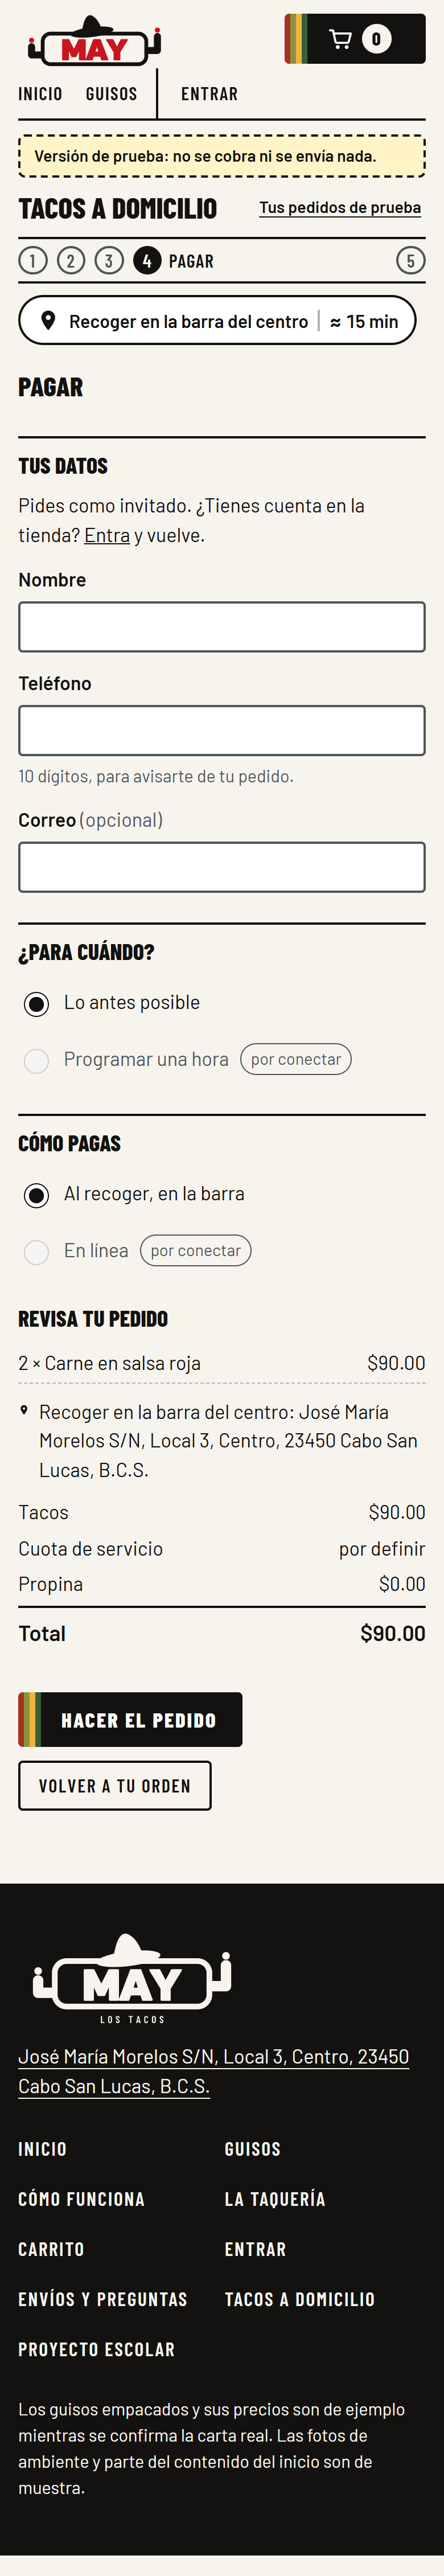 MAY
0
INICIO GUISOS ENTRAR
Versión de prueba: no se cobra ni se envía nada.
TACOS A DOMICILIO Tus pedidos de prueba
1 2 3 4 PAGAR 5
Recoger en la barra del centro ≈ 15 min
PAGAR
TUS DATOS
Pides como invitado. ¿Tienes cuenta en la
tienda? Entra y vuelve.
Nombre
Teléfono
10 dígitos, para avisarte de tu pedido.
Correo (opcional)
¿PARA CUÁNDO?
Lo antes posible
Programar una hora por conectar
CÓMO PAGAS
Al recoger, en la barra
En línea por conectar
REVISA TU PEDIDO
2 × Carne en salsa roja $90.00
Recoger en la barra del centro: José María
Morelos S/N, Local 3, Centro, 23450 Cabo San
Lucas, B.C.S.
Tacos $90.00
Cuota de servicio por definir
Propina $0.00
Total $90.00
HACER EL PEDIDO
VOLVER A TU ORDEN
MAY
LOS TACOS
José María Morelos S/N, Local 3, Centro, 23450
Cabo San Lucas, B.C.S.
INICIO GUISOS
CÓMO FUNCIONA LA TAQUERÍA
CARRITO ENTRAR
ENVÍOS Y PREGUNTAS TACOS A DOMICILIO
PROYECTO ESCOLAR
Los guisos empacados y sus precios son de ejemplo
mientras se confirma la carta real. Las fotos de
ambiente y parte del contenido del inicio son de
muestra.